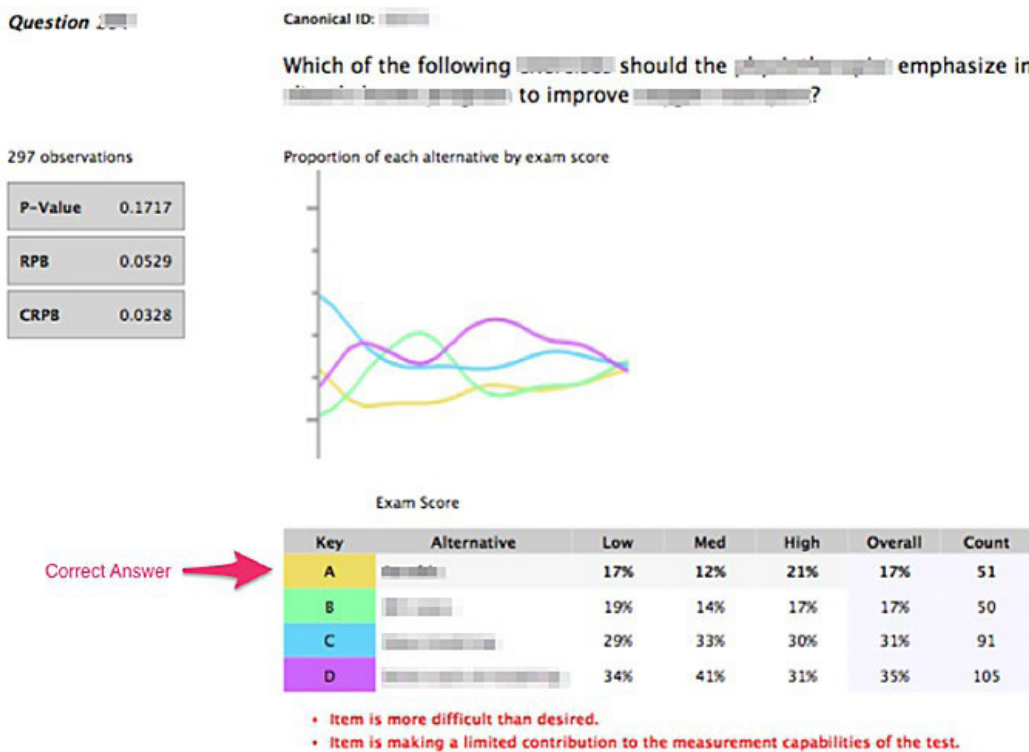 Question
Canonical ID:
Which of the following should the emphasize in
to improve ?
297 observations
Proportion of each alternative by exam score
P-Value 0.1717
RPB 0.0529
CRPB 0.0328
Exam Score
Key Alternative Low Med High Overall Count
Correct Answer
A 17% 12% 21% 17% 51
B 19% 14% 17% 17% 50
C 29% 33% 30% 31% 91
D 34% 41% 31% 35% 105
• Item is more difficult than desired.
• Item is making a limited contribution to the measurement capabilities of the test.